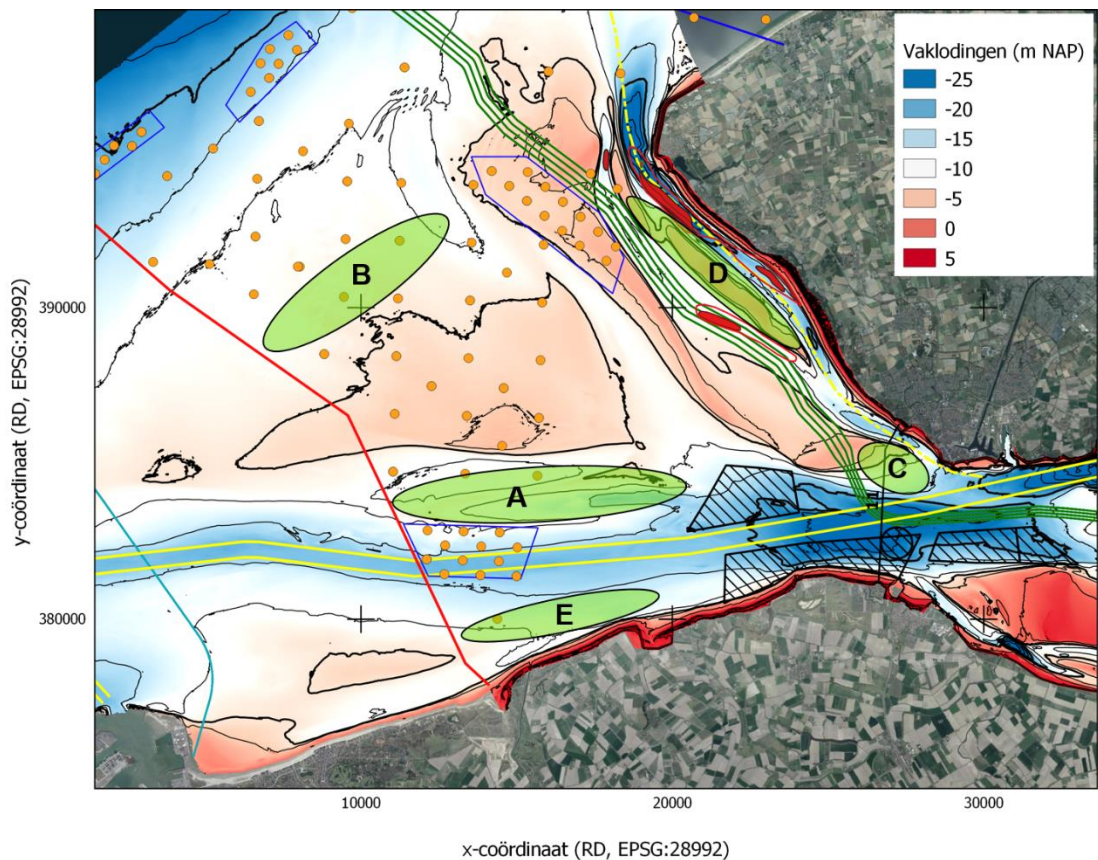 Vaklodingen (m NAP)
-25
-20
-15
-10
-5
0
5
B
D
390000
A
C
E
380000
10000
20000
30000
y-coördinaat (RD, EPSG:28992)
x-coördinaat (RD, EPSG:28992)